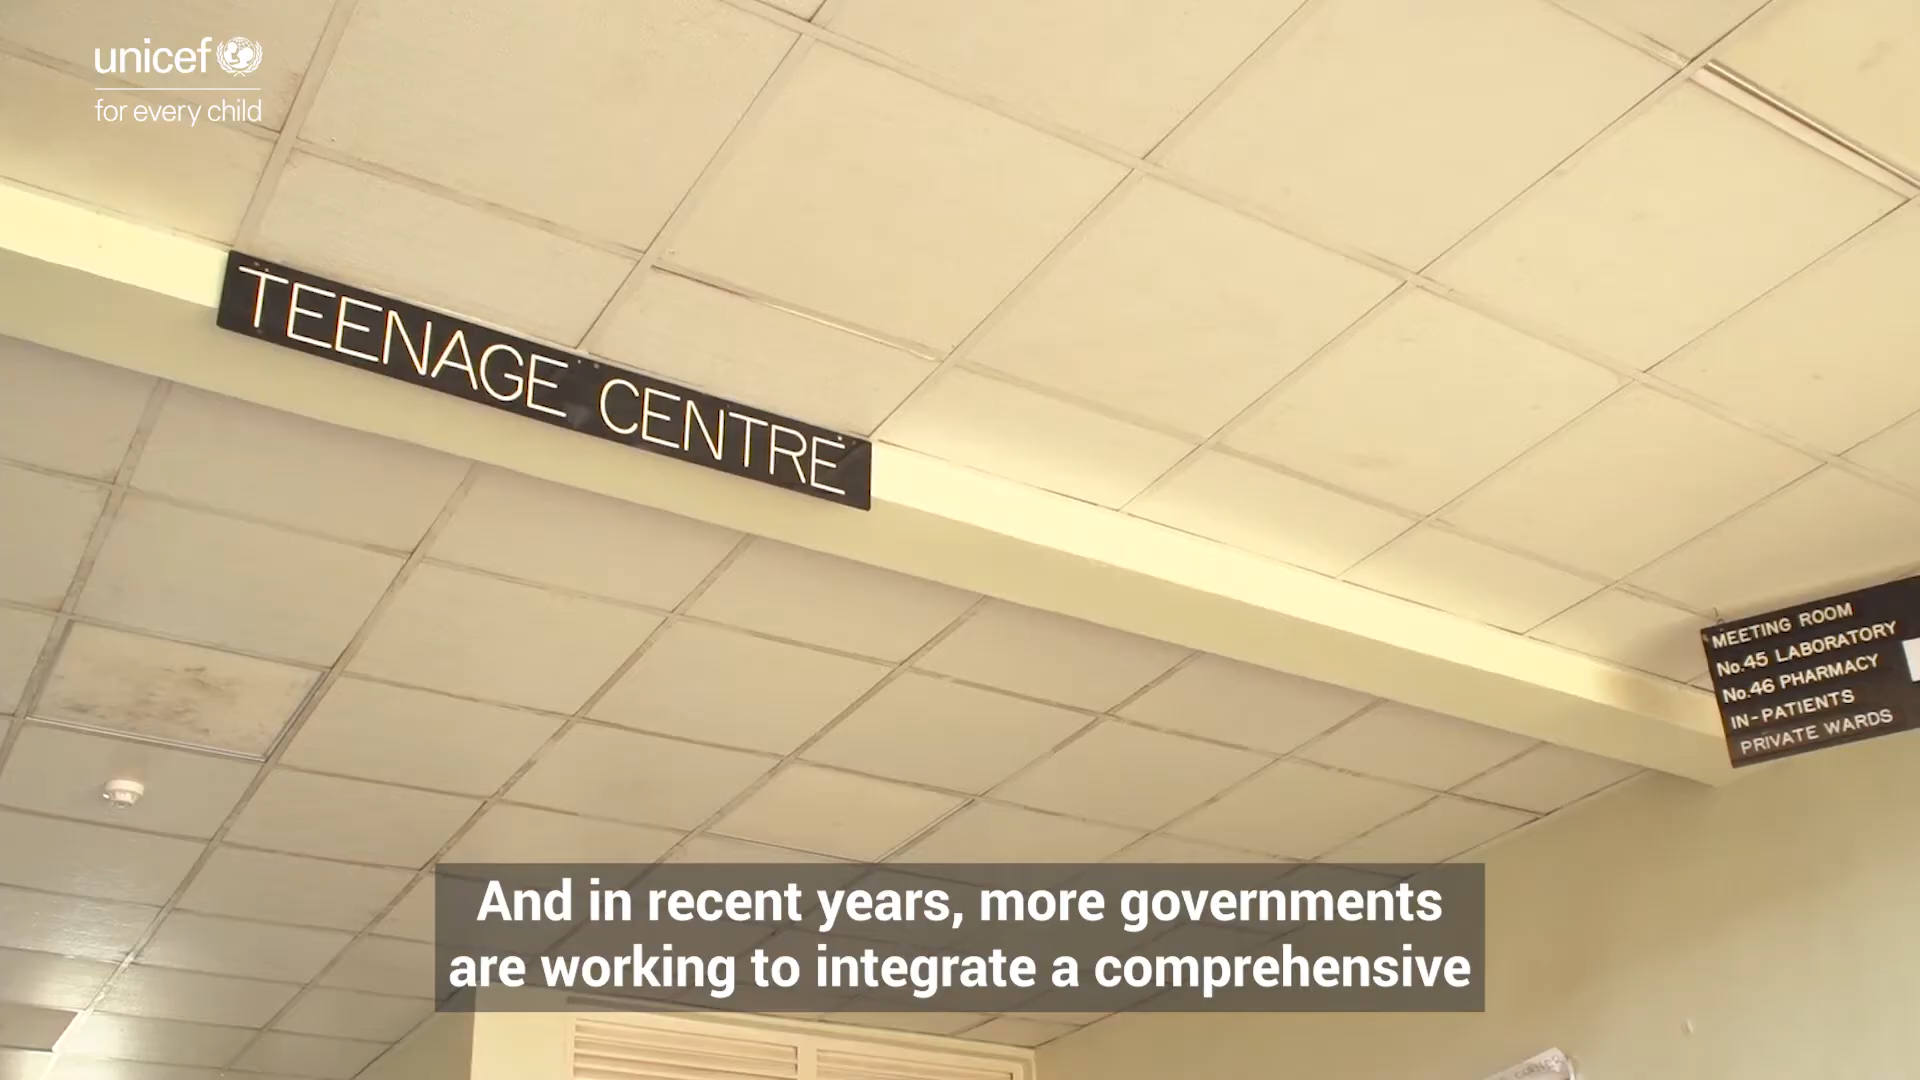 unicef
for every child
TEENAGE CENTRE
MEETING ROOM
No.45 LABORATORY
No.46 PHARMACY
IN-PATIENTS
PRIVATE WARDS
And in recent years, more governments
are working to integrate a comprehensive